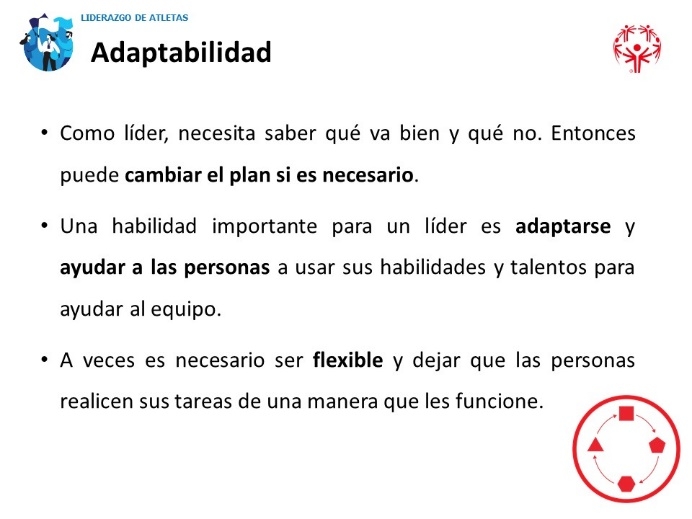 LIDERAZGO DE ATLETAS
Adaptabilidad
• Como líder, necesita saber qué va bien y qué no. Entonces
puede cambiar el plan si es necesario.
• Una habilidad importante para un líder es adaptarse y
ayudar a las personas a usar sus habilidades y talentos para
ayudar al equipo.
• A veces es necesario ser flexible y dejar que las personas
realicen sus tareas de una manera que les funcione.